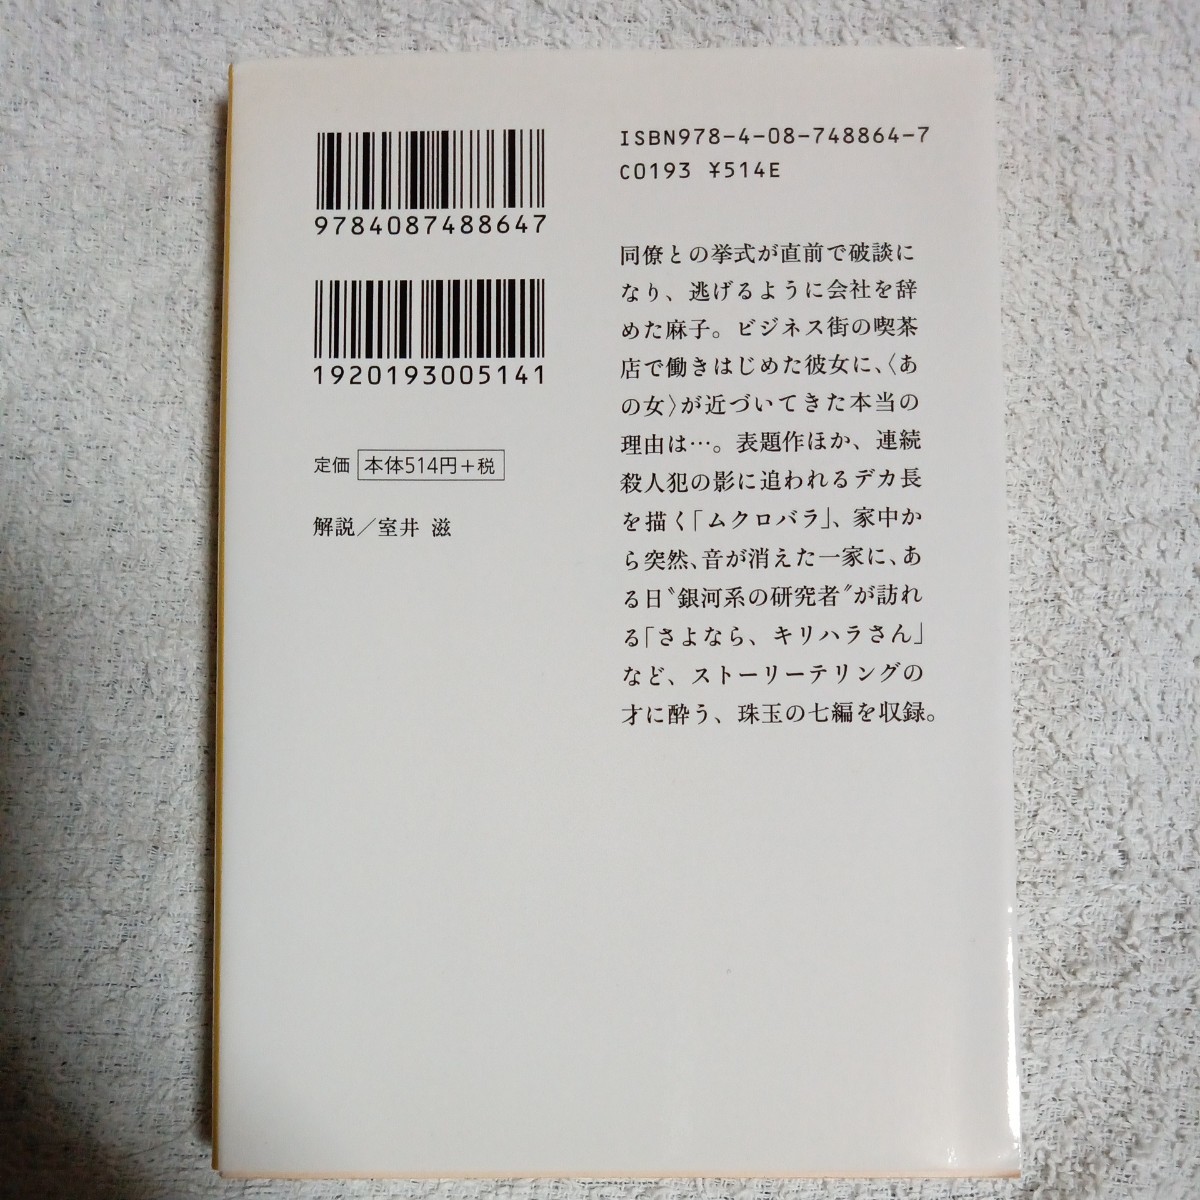 9784087488647
1920193005141
定価 本体514円+税
解説／室井 滋
ISBN978-4-08-748864-7
C0193 ¥514E
同僚との挙式が直前で破談に
なり、逃げるように会社を辞
めた麻子。ビジネス街の喫茶
店で働きはじめた彼女に、〈あ
の女〉が近づいてきた本当の
理由は…。表題作ほか、連続
殺人犯の影に追われるデカ長
を描く「ムクロバラ」、家中か
ら突然、音が消えた一家に、あ
る日〝銀河系の研究者〟が訪れ
る「さよなら、キリハラさん」
など、ストーリーテリングの
才に酔う、珠玉の七編を収録。